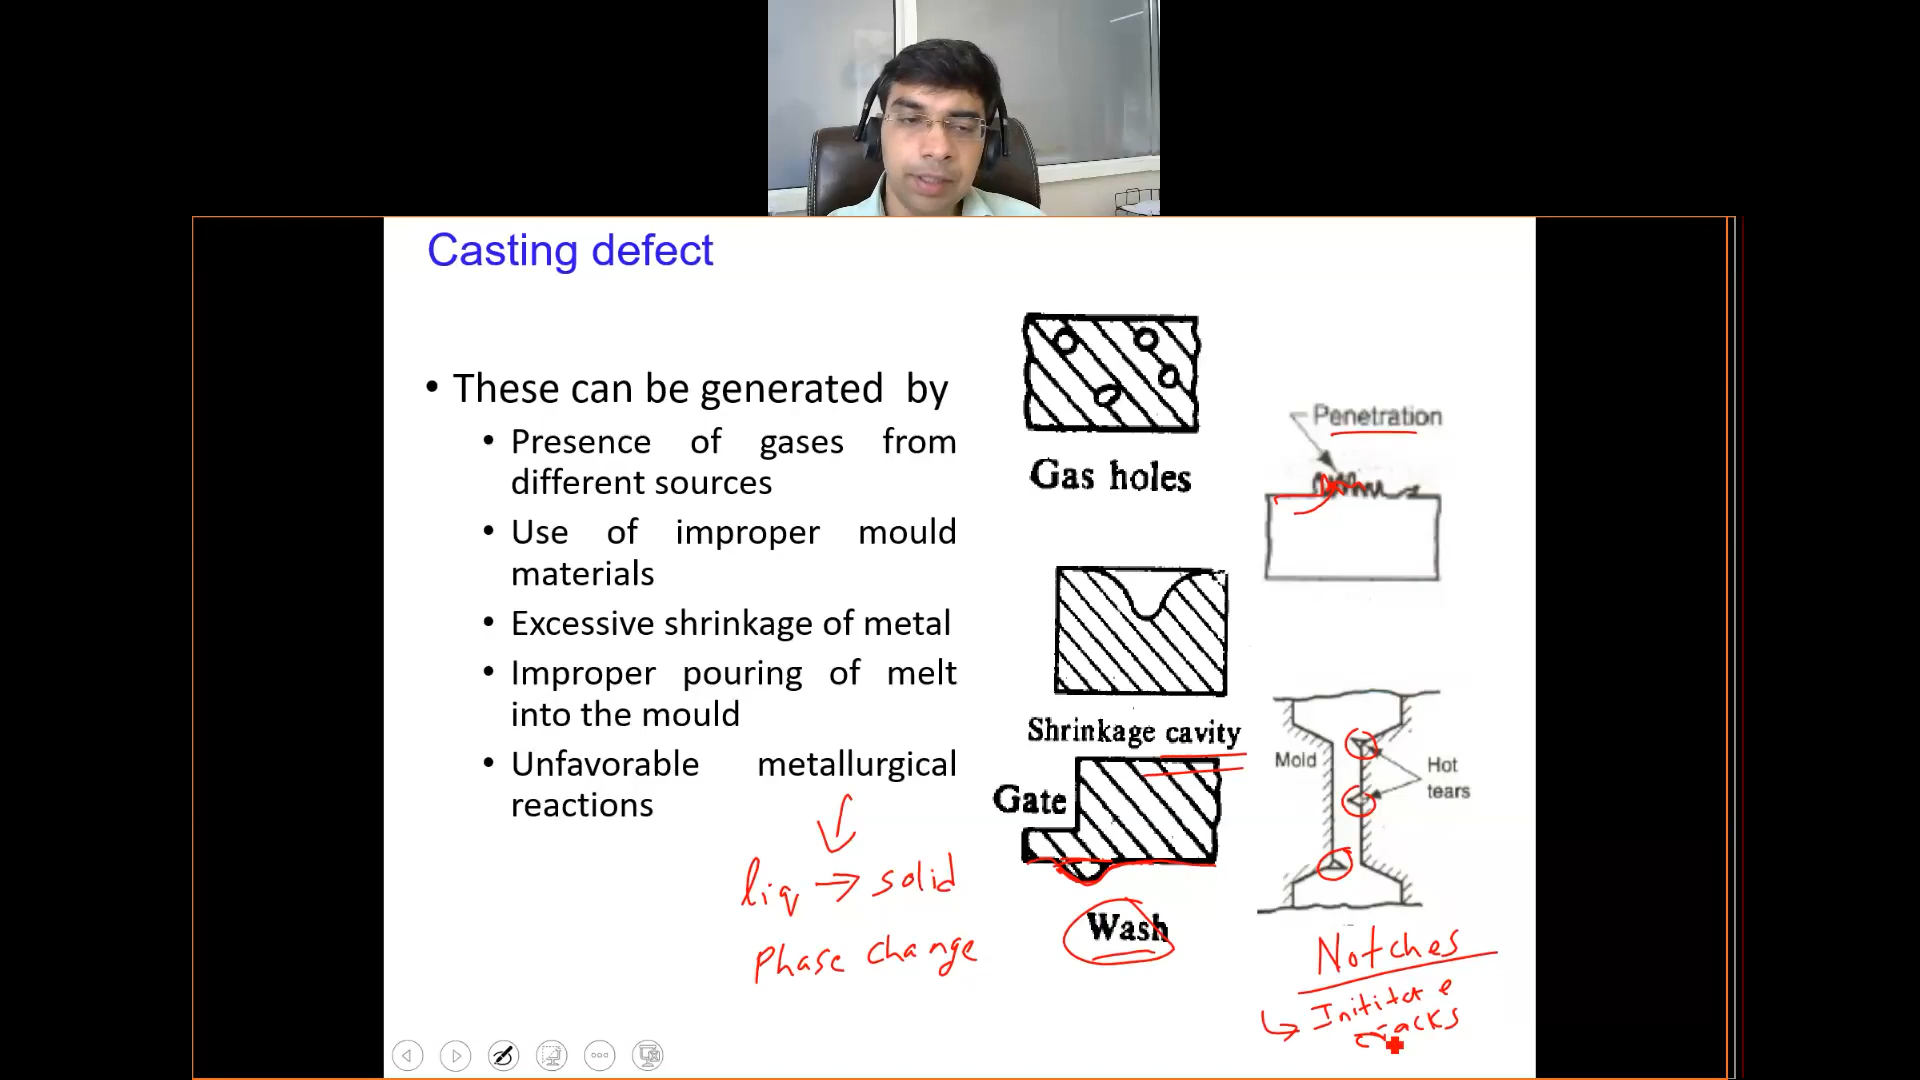 Casting defect
• These can be generated by
• Presence of gases from
different sources
• Use of improper mould
materials
• Excessive shrinkage of metal
• Improper pouring of melt
into the mould
• Unfavorable metallurgical
reactions
liq → solid
Phase change
Gas holes
Shrinkage cavity
Gate
Wash
Penetration
Mold
Hot
tears
Notches
↳ Inititate
cracks